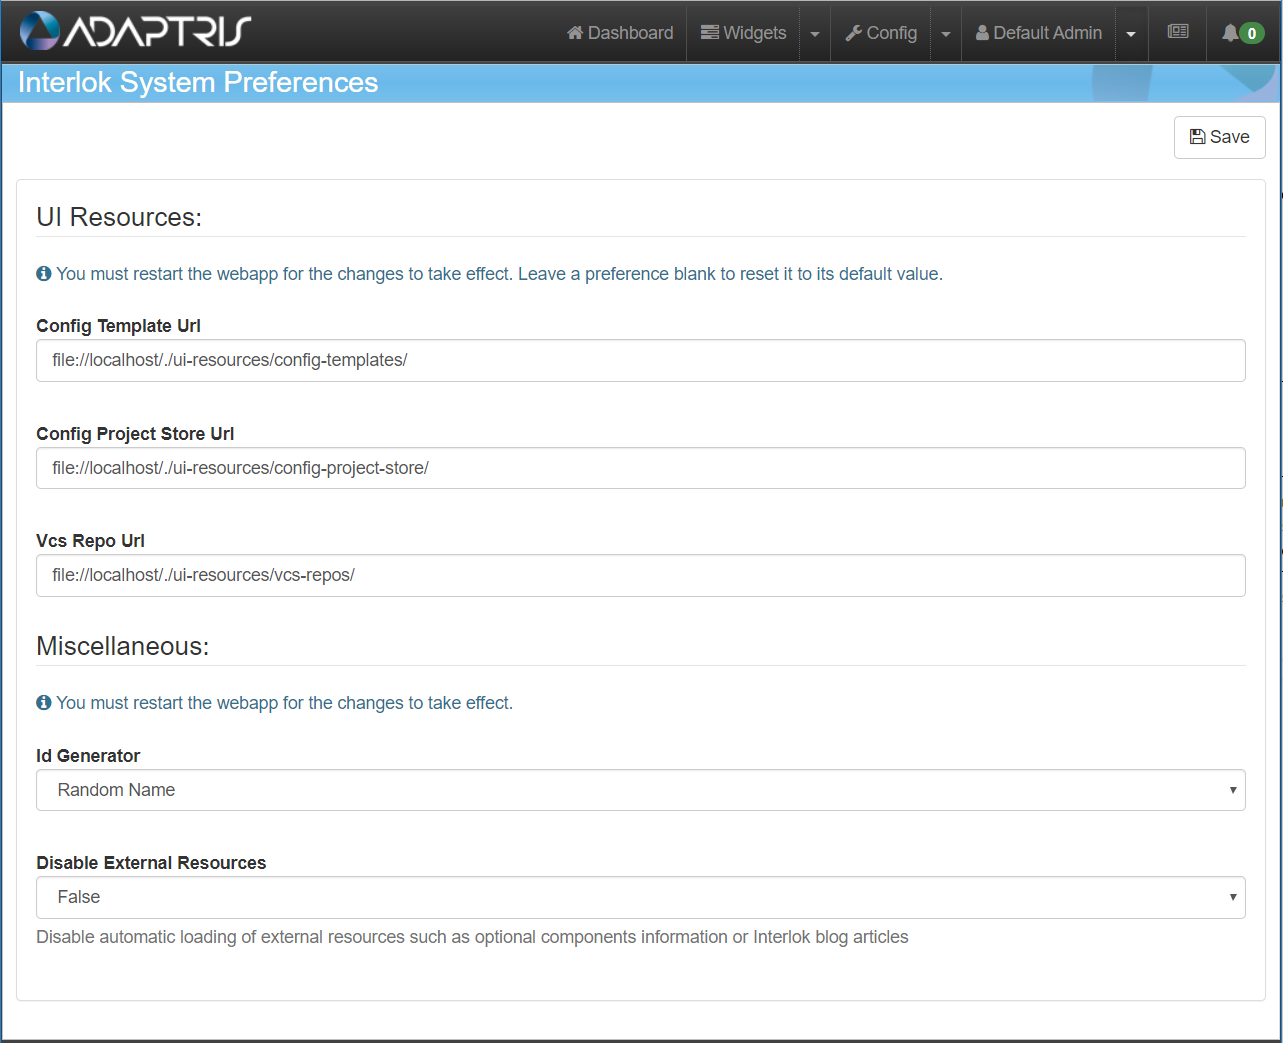 ADAPTRIS
Dashboard Widgets Config Default Admin 0
Interlok System Preferences
Save
UI Resources:
You must restart the webapp for the changes to take effect. Leave a preference blank to reset it to its default value.
Config Template Url
file://localhost/./ui-resources/config-templates/
Config Project Store Url
file://localhost/./ui-resources/config-project-store/
Vcs Repo Url
file://localhost/./ui-resources/vcs-repos/
Miscellaneous:
You must restart the webapp for the changes to take effect.
Id Generator
Random Name
Disable External Resources
False
Disable automatic loading of external resources such as optional components information or Interlok blog articles